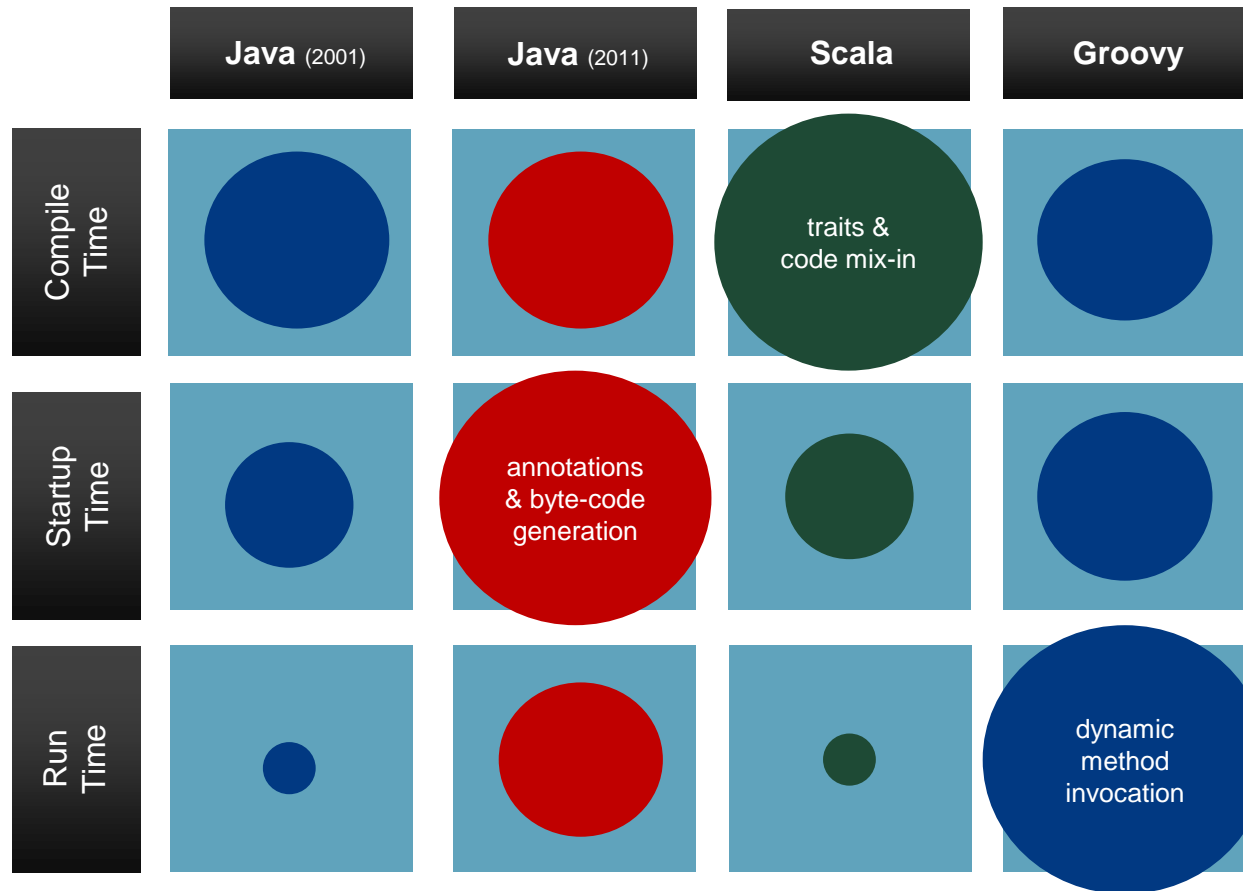 Java (2001)
Java (2011)
Scala
Groovy
Compile
Time
traits &
code mix-in
Startup
Time
annotations
& byte-code
generation
Run
Time
dynamic
method
invocation